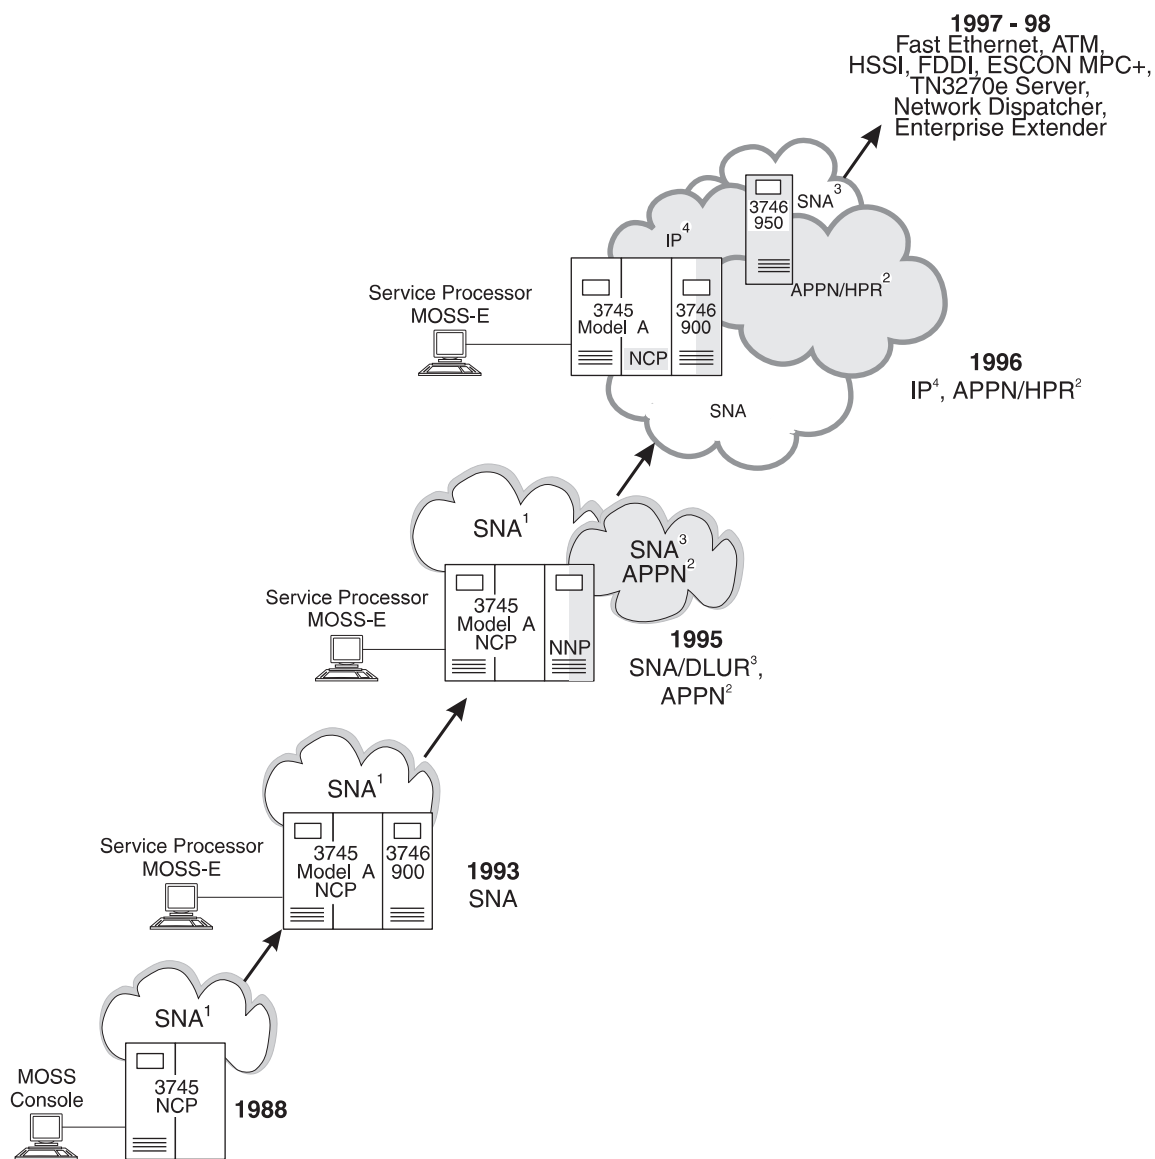 1997 - 98
Fast Ethernet, ATM,
HSSI, FDDI, ESCON MPC+,
TN3270e Server,
Network Dispatcher,
Enterprise Extender
SNA³
3746
950
IP⁴
APPN/HPR²
Service Processor
MOSS-E
3745
Model A
NCP
3746
900
SNA
1996
IP⁴, APPN/HPR²
SNA¹
SNA³
APPN²
Service Processor
MOSS-E
3745
Model A
NCP
NNP
1995
SNA/DLUR³,
APPN²
SNA¹
Service Processor
MOSS-E
3745
Model A
NCP
3746
900
1993
SNA
SNA¹
MOSS
Console
3745
NCP
1988